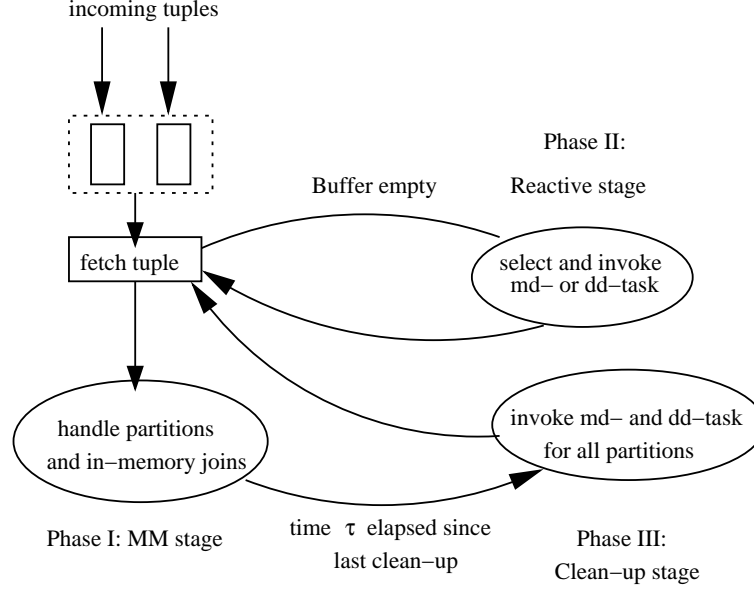 incoming tuples
Phase II:
Buffer empty
Reactive stage
fetch tuple
select and invoke
md− or dd−task
handle partitions
and in−memory joins
invoke md− and dd−task
for all partitions
Phase I: MM stage
time τ elapsed since
last clean−up
Phase III:
Clean−up stage